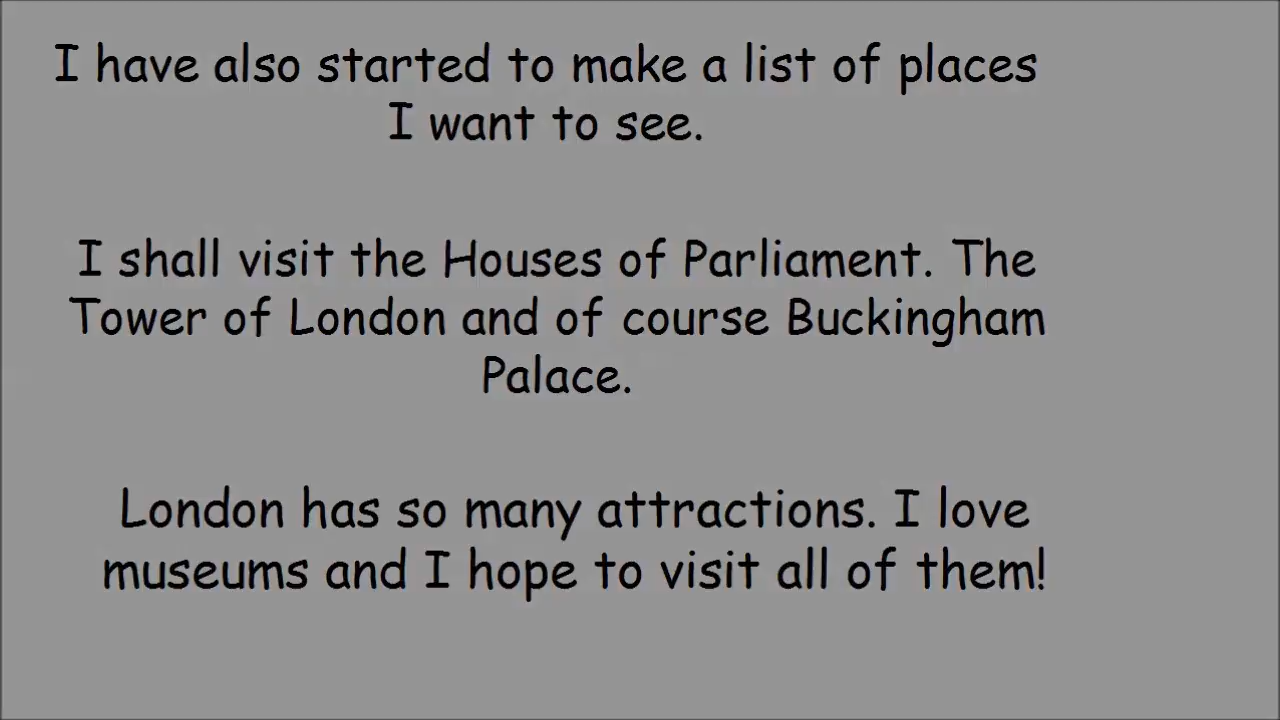 I have also started to make a list of places
I want to see.
I shall visit the Houses of Parliament. The
Tower of London and of course Buckingham
Palace.
London has so many attractions. I love
museums and I hope to visit all of them!